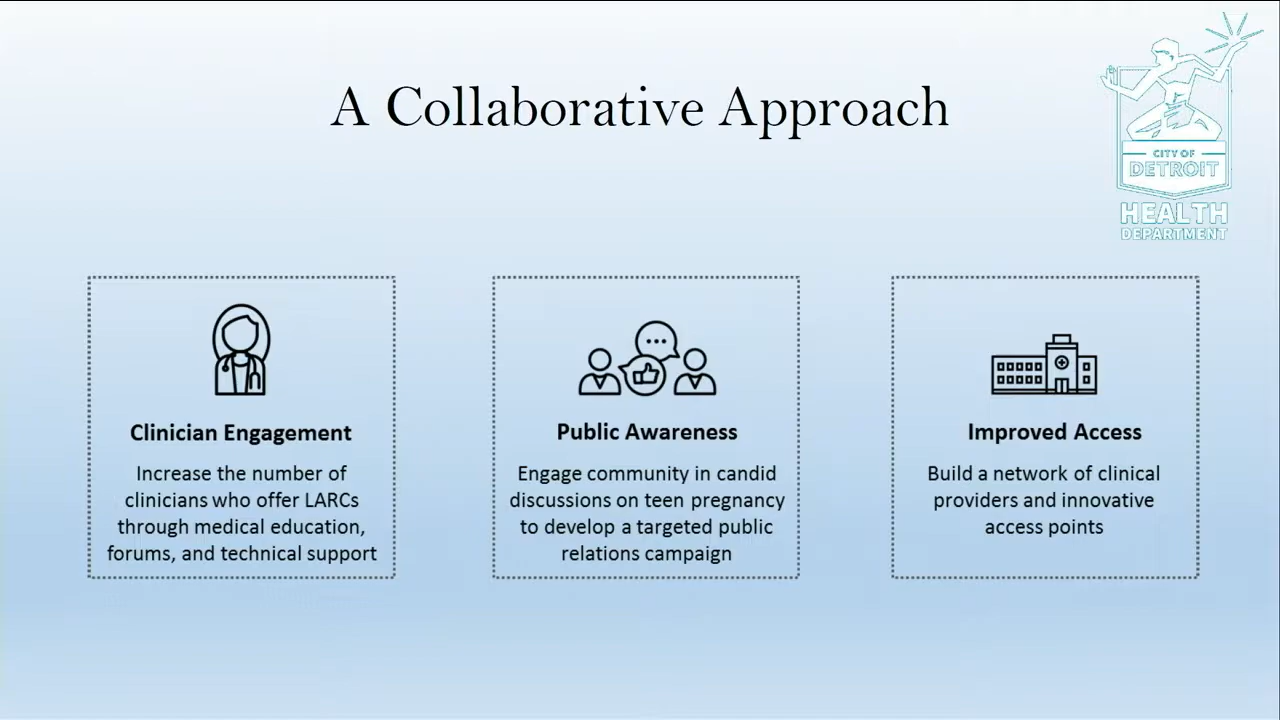 A Collaborative Approach
CITY OF
DETROIT
HEALTH
DEPARTMENT
Clinician Engagement
Increase the number of
clinicians who offer LARCs
through medical education,
forums, and technical support
Public Awareness
Engage community in candid
discussions on teen pregnancy
to develop a targeted public
relations campaign
Improved Access
Build a network of clinical
providers and innovative
access points